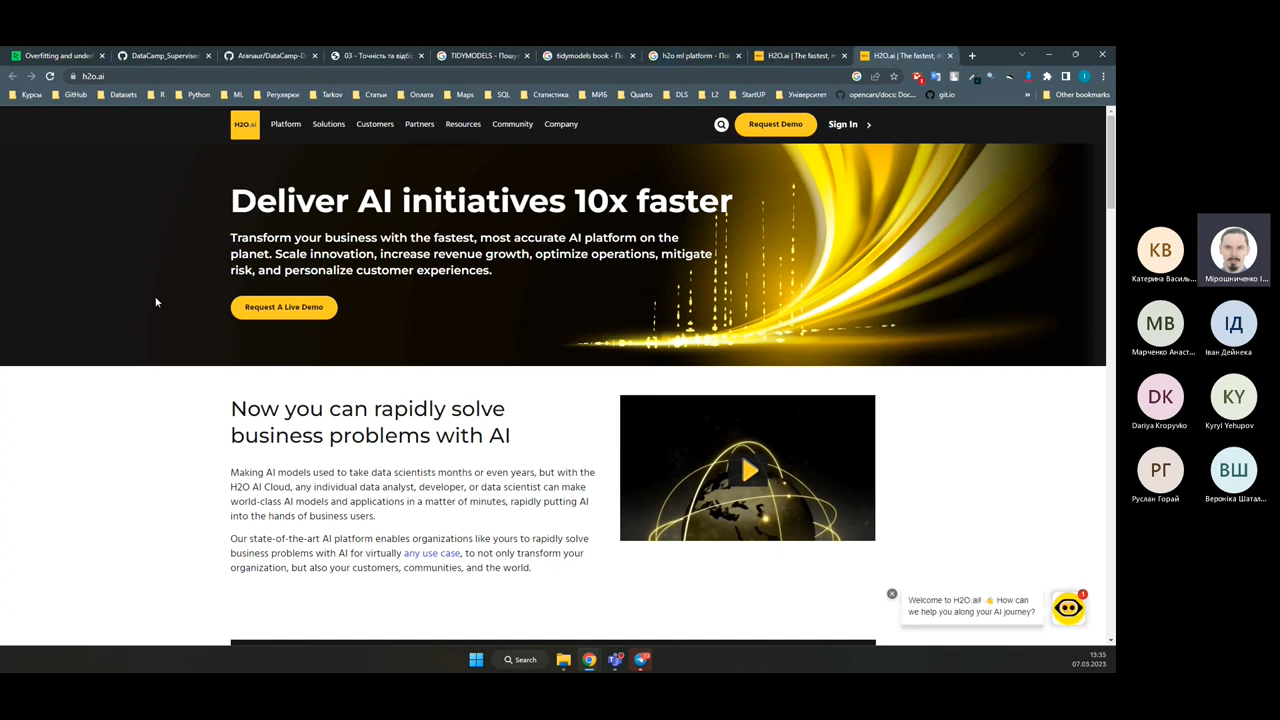 Overfitting and under
DataCamp_Supervise
Aranaur/DataCamp-D
03 - Точність та відбі
TIDYMODELS - Пошу
tidymodels book - По
h2o ml platform - По
H2O.ai | The fastest, m
H2O.ai | The fastest, m
h2o.ai
Курсы
GitHub
Datasets
R
Python
ML
Регулярки
Tarkov
Статьи
Оплата
Maps
SQL
Статистика
МИБ
Quarto
DLS
L2
StartUP
Університет
opencars/docs: Doc...
git.io
»
Other bookmarks
H2O.ai
Platform
Solutions
Customers
Partners
Resources
Community
Company
Request Demo
Sign In
Deliver AI initiatives 10x faster
Transform your business with the fastest, most accurate AI platform on the
planet. Scale innovation, increase revenue growth, optimize operations, mitigate
risk, and personalize customer experiences.
Request A Live Demo
Now you can rapidly solve
business problems with AI
Making AI models used to take data scientists months or even years, but with the
H2O AI Cloud, any individual data analyst, developer, or data scientist can make
world-class AI models and applications in a matter of minutes, rapidly putting AI
into the hands of business users.
Our state-of-the-art AI platform enables organizations like yours to rapidly solve
business problems with AI for virtually any use case, to not only transform your
organization, but also your customers, communities, and the world.
Welcome to H2O.ai! 👋 How can
we help you along your AI journey?
1
Search
13:35
07.03.2023
КВ
Катерина Василь...
Мірошниченко І...
МВ
Марченко Анаст...
ІД
Іван Дейнека
DK
Dariya Kropyvko
KY
Kyryl Yehupov
РГ
Руслан Горай
ВШ
Вероніка Шатал...